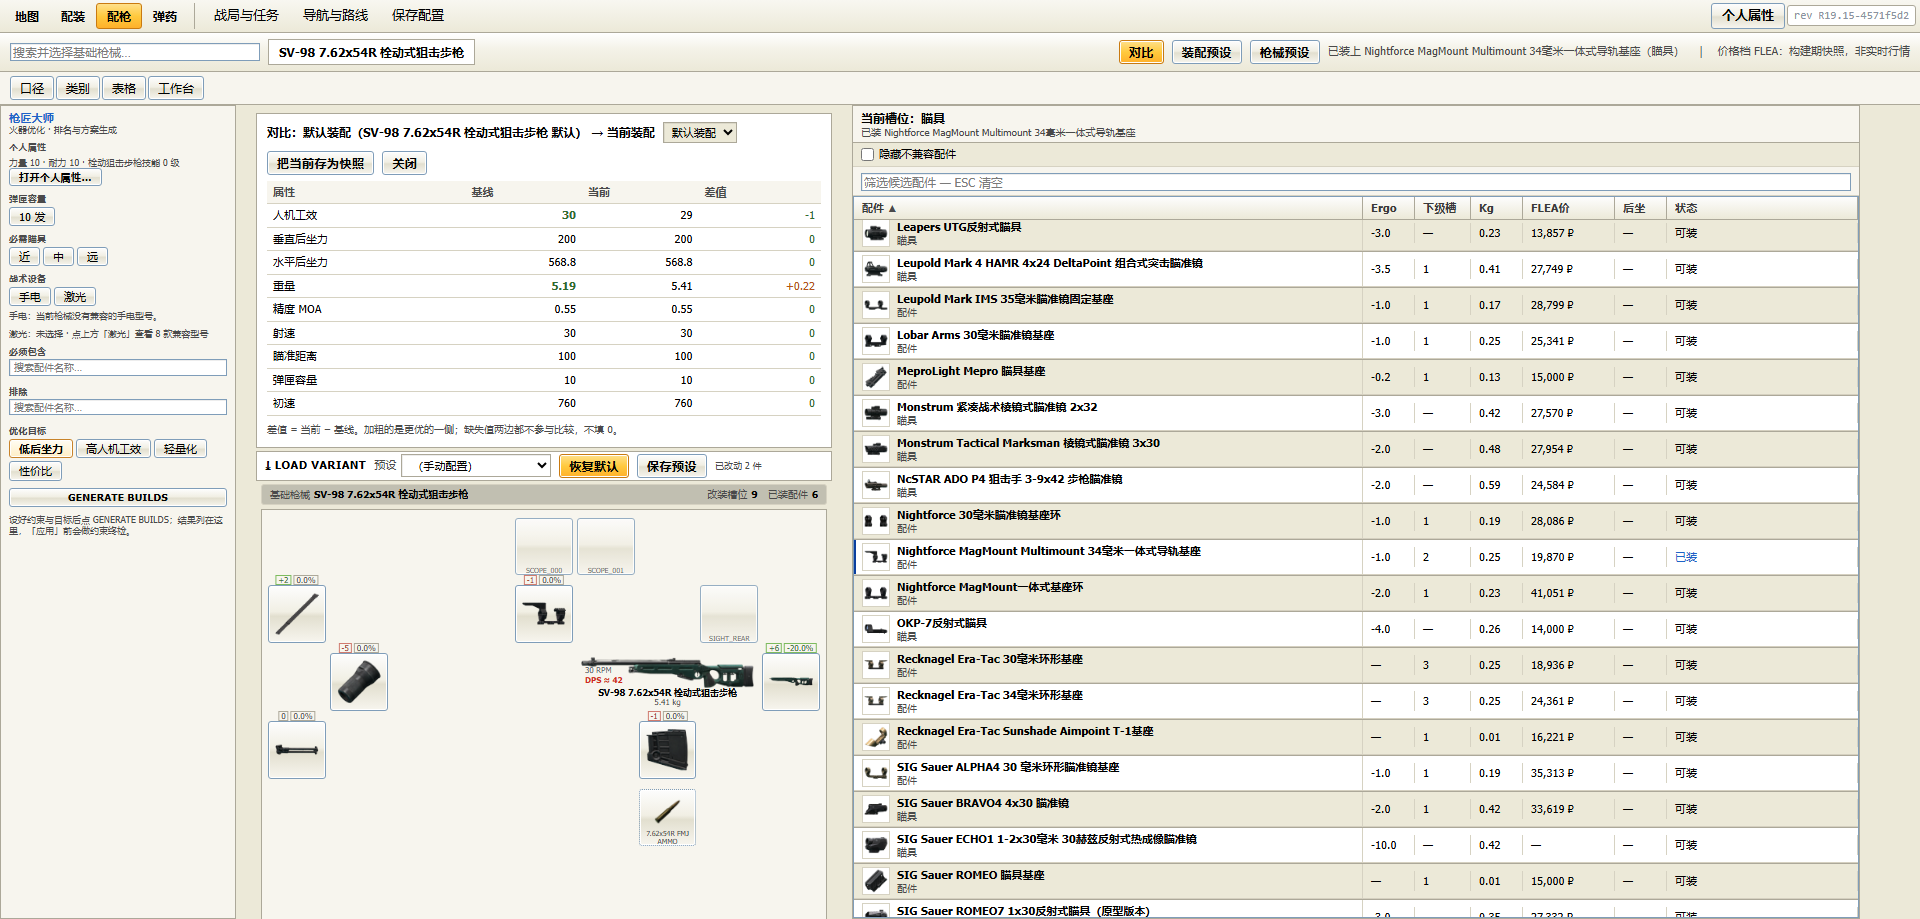 地图 配装 配枪 弹药 战局与任务 导航与路线 保存配置 个人属性 rev R19.15-4571f5d2
搜索并选择基础枪械... SV-98 7.62x54R 栓动式狙击步枪 对比 装配预设 枪械预设 已装上 Nightforce MagMount Multimount 34毫米一体式导轨基座（瞄具） | 价格档 FLEA：构建期快照，非实时行情
口径 类别 表格 工作台
枪匠大师
火器优化 · 排名与方案生成
个人属性
力量 10 · 耐力 10 · 栓动狙击步枪技能 0 级
打开个人属性...
弹匣容量
10 发
必需瞄具
近 中 远
战术设备
手电 激光
手电：当前枪械没有兼容的手电型号。
激光：未选择 · 点上方「激光」查看 8 款兼容型号
必须包含
搜索配件名称...
排除
搜索配件名称...
优化目标
低后坐力 高人机工效 轻量化
性价比
GENERATE BUILDS
设好约束与目标后点 GENERATE BUILDS；结果列在这
里，「应用」前会做约束终检。
对比：默认装配（SV-98 7.62x54R 栓动式狙击步枪 默认） → 当前装配 默认装配
把当前存为快照 关闭
属性 基线 当前 差值
人机工效 30 29 -1
垂直后坐力 200 200 0
水平后坐力 568.8 568.8 0
重量 5.19 5.41 +0.22
精度 MOA 0.55 0.55 0
射速 30 30 0
瞄准距离 100 100 0
弹匣容量 10 10 0
初速 760 760 0
差值 = 当前 − 基线。加粗的是更优的一侧；缺失值两边都不参与比较，不填 0。
LOAD VARIANT 预设 （手动配置） 恢复默认 保存预设 已改动 2 件
基础枪械 SV-98 7.62x54R 栓动式狙击步枪 改装槽位 9 已装配件 6
SCOPE_000 SCOPE_001
+2 0.0% -1 0.0%
SIGHT_REAR
-5 0.0% +6 -20.0%
30 RPM
DPS ≈ 42
SV-98 7.62x54R 栓动式狙击步枪
5.41 kg
0 0.0% -1 0.0%
7.62x54R FMJ
AMMO
当前槽位：瞄具
已装 Nightforce MagMount Multimount 34毫米一体式导轨基座
隐藏不兼容配件
筛选候选配件 — ESC 清空
配件 ▲ Ergo 下级槽 Kg FLEA价 后坐 状态
Leapers UTG反射式瞄具
瞄具 -3.0 — 0.23 13,857 ₽ — 可装
Leupold Mark 4 HAMR 4x24 DeltaPoint 组合式突击瞄准镜
瞄具 -3.5 1 0.41 27,749 ₽ — 可装
Leupold Mark IMS 35毫米瞄准镜固定基座
配件 -1.0 1 0.17 28,799 ₽ — 可装
Lobar Arms 30毫米瞄准镜基座
配件 -1.0 1 0.25 25,341 ₽ — 可装
MeproLight Mepro 瞄具基座
配件 -0.2 1 0.13 15,000 ₽ — 可装
Monstrum 紧凑战术棱镜式瞄准镜 2x32
瞄具 -3.0 — 0.42 27,570 ₽ — 可装
Monstrum Tactical Marksman 棱镜式瞄准镜 3x30
瞄具 -2.0 — 0.48 27,954 ₽ — 可装
NcSTAR ADO P4 狙击手 3-9x42 步枪瞄准镜
瞄具 -2.0 — 0.59 24,584 ₽ — 可装
Nightforce 30毫米瞄准镜基座环
配件 -1.0 1 0.19 28,086 ₽ — 可装
Nightforce MagMount Multimount 34毫米一体式导轨基座
配件 -1.0 2 0.25 19,870 ₽ — 已装
Nightforce MagMount一体式基座环
配件 -2.0 1 0.23 41,051 ₽ — 可装
OKP-7反射式瞄具
瞄具 -4.0 — 0.26 14,000 ₽ — 可装
Recknagel Era-Tac 30毫米环形基座
配件 — 3 0.25 18,936 ₽ — 可装
Recknagel Era-Tac 34毫米环形基座
配件 — 3 0.25 24,361 ₽ — 可装
Recknagel Era-Tac Sunshade Aimpoint T-1基座
配件 — 1 0.01 16,221 ₽ — 可装
SIG Sauer ALPHA4 30 毫米环形瞄准镜基座
配件 -1.0 1 0.19 35,313 ₽ — 可装
SIG Sauer BRAVO4 4x30 瞄准镜
瞄具 -2.0 1 0.42 33,619 ₽ — 可装
SIG Sauer ECHO1 1-2x30毫米 30赫兹反射式热成像瞄准镜
瞄具 -10.0 — 0.42 — — 可装
SIG Sauer ROMEO 瞄具基座
配件 — 1 0.01 15,000 ₽ — 可装
SIG Sauer ROMEO7 1x30反射式瞄具（原型版本）